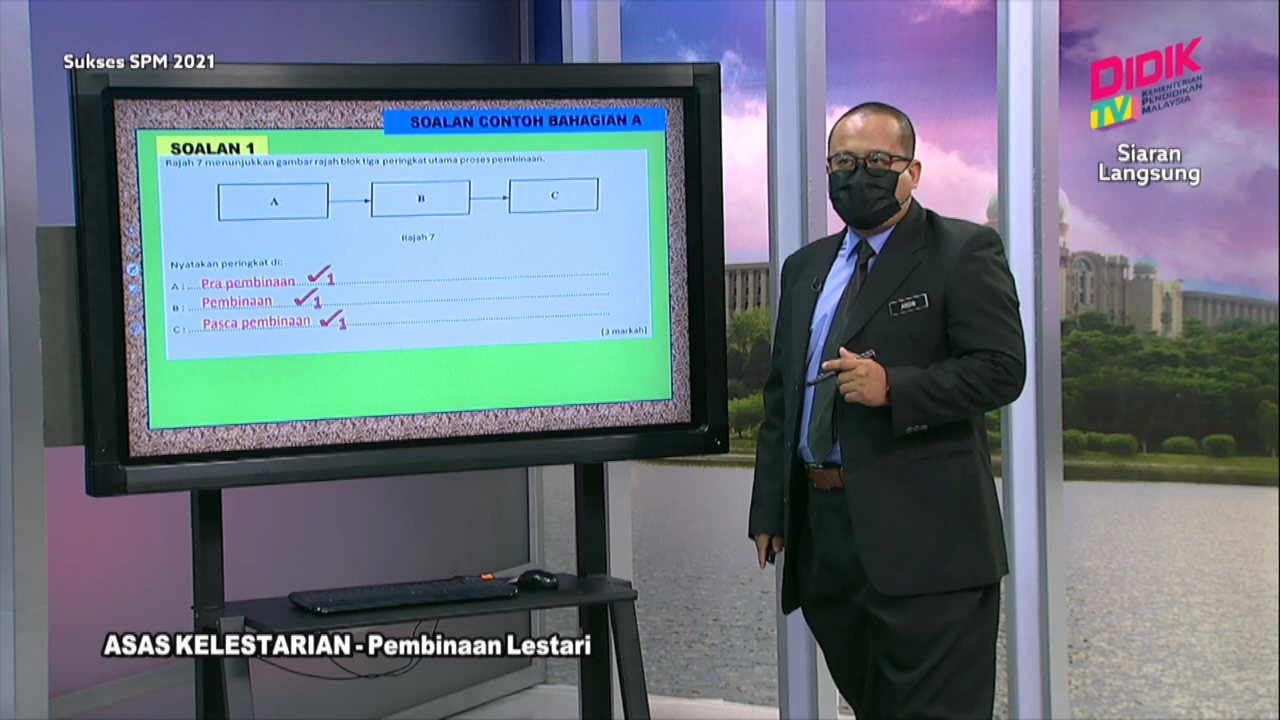 Sukses SPM 2021
DIDIK
TV
KEMENTERIAN
PENDIDIKAN
MALAYSIA
Siaran
Langsung
SOALAN CONTOH BAHAGIAN A
SOALAN 1
Rajah 7 menunjukkan gambar rajah blok tiga peringkat utama proses pembinaan.
A
B
C
Rajah 7
Nyatakan peringkat di:
A : .... Pra pembinaan ✓1
B : .... Pembinaan ✓1
C : .... Pasca pembinaan ✓1
[3 markah]
ASAS KELESTARIAN - Pembinaan Lestari